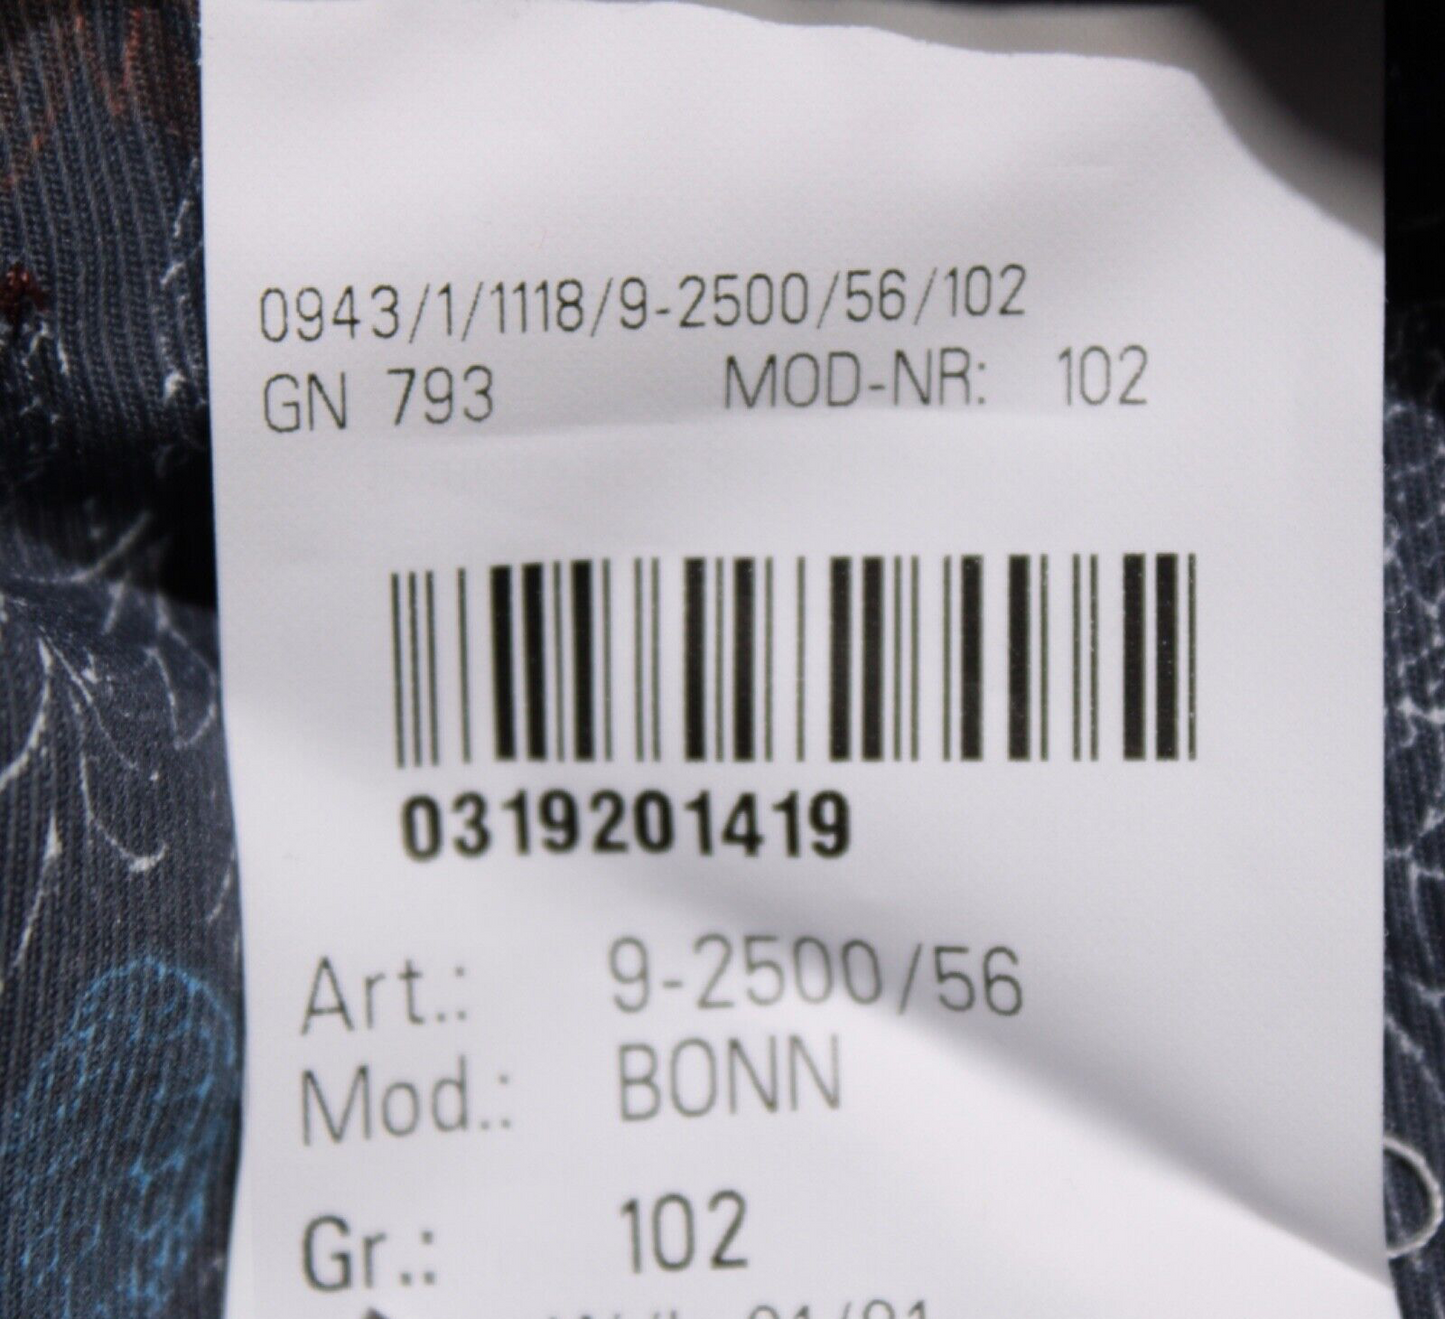 0943/1/1118/9-2500/56/102
GN 793 MOD-NR: 102
0319201419
Art.: 9-2500/56
Mod.: BONN
Gr.: 102